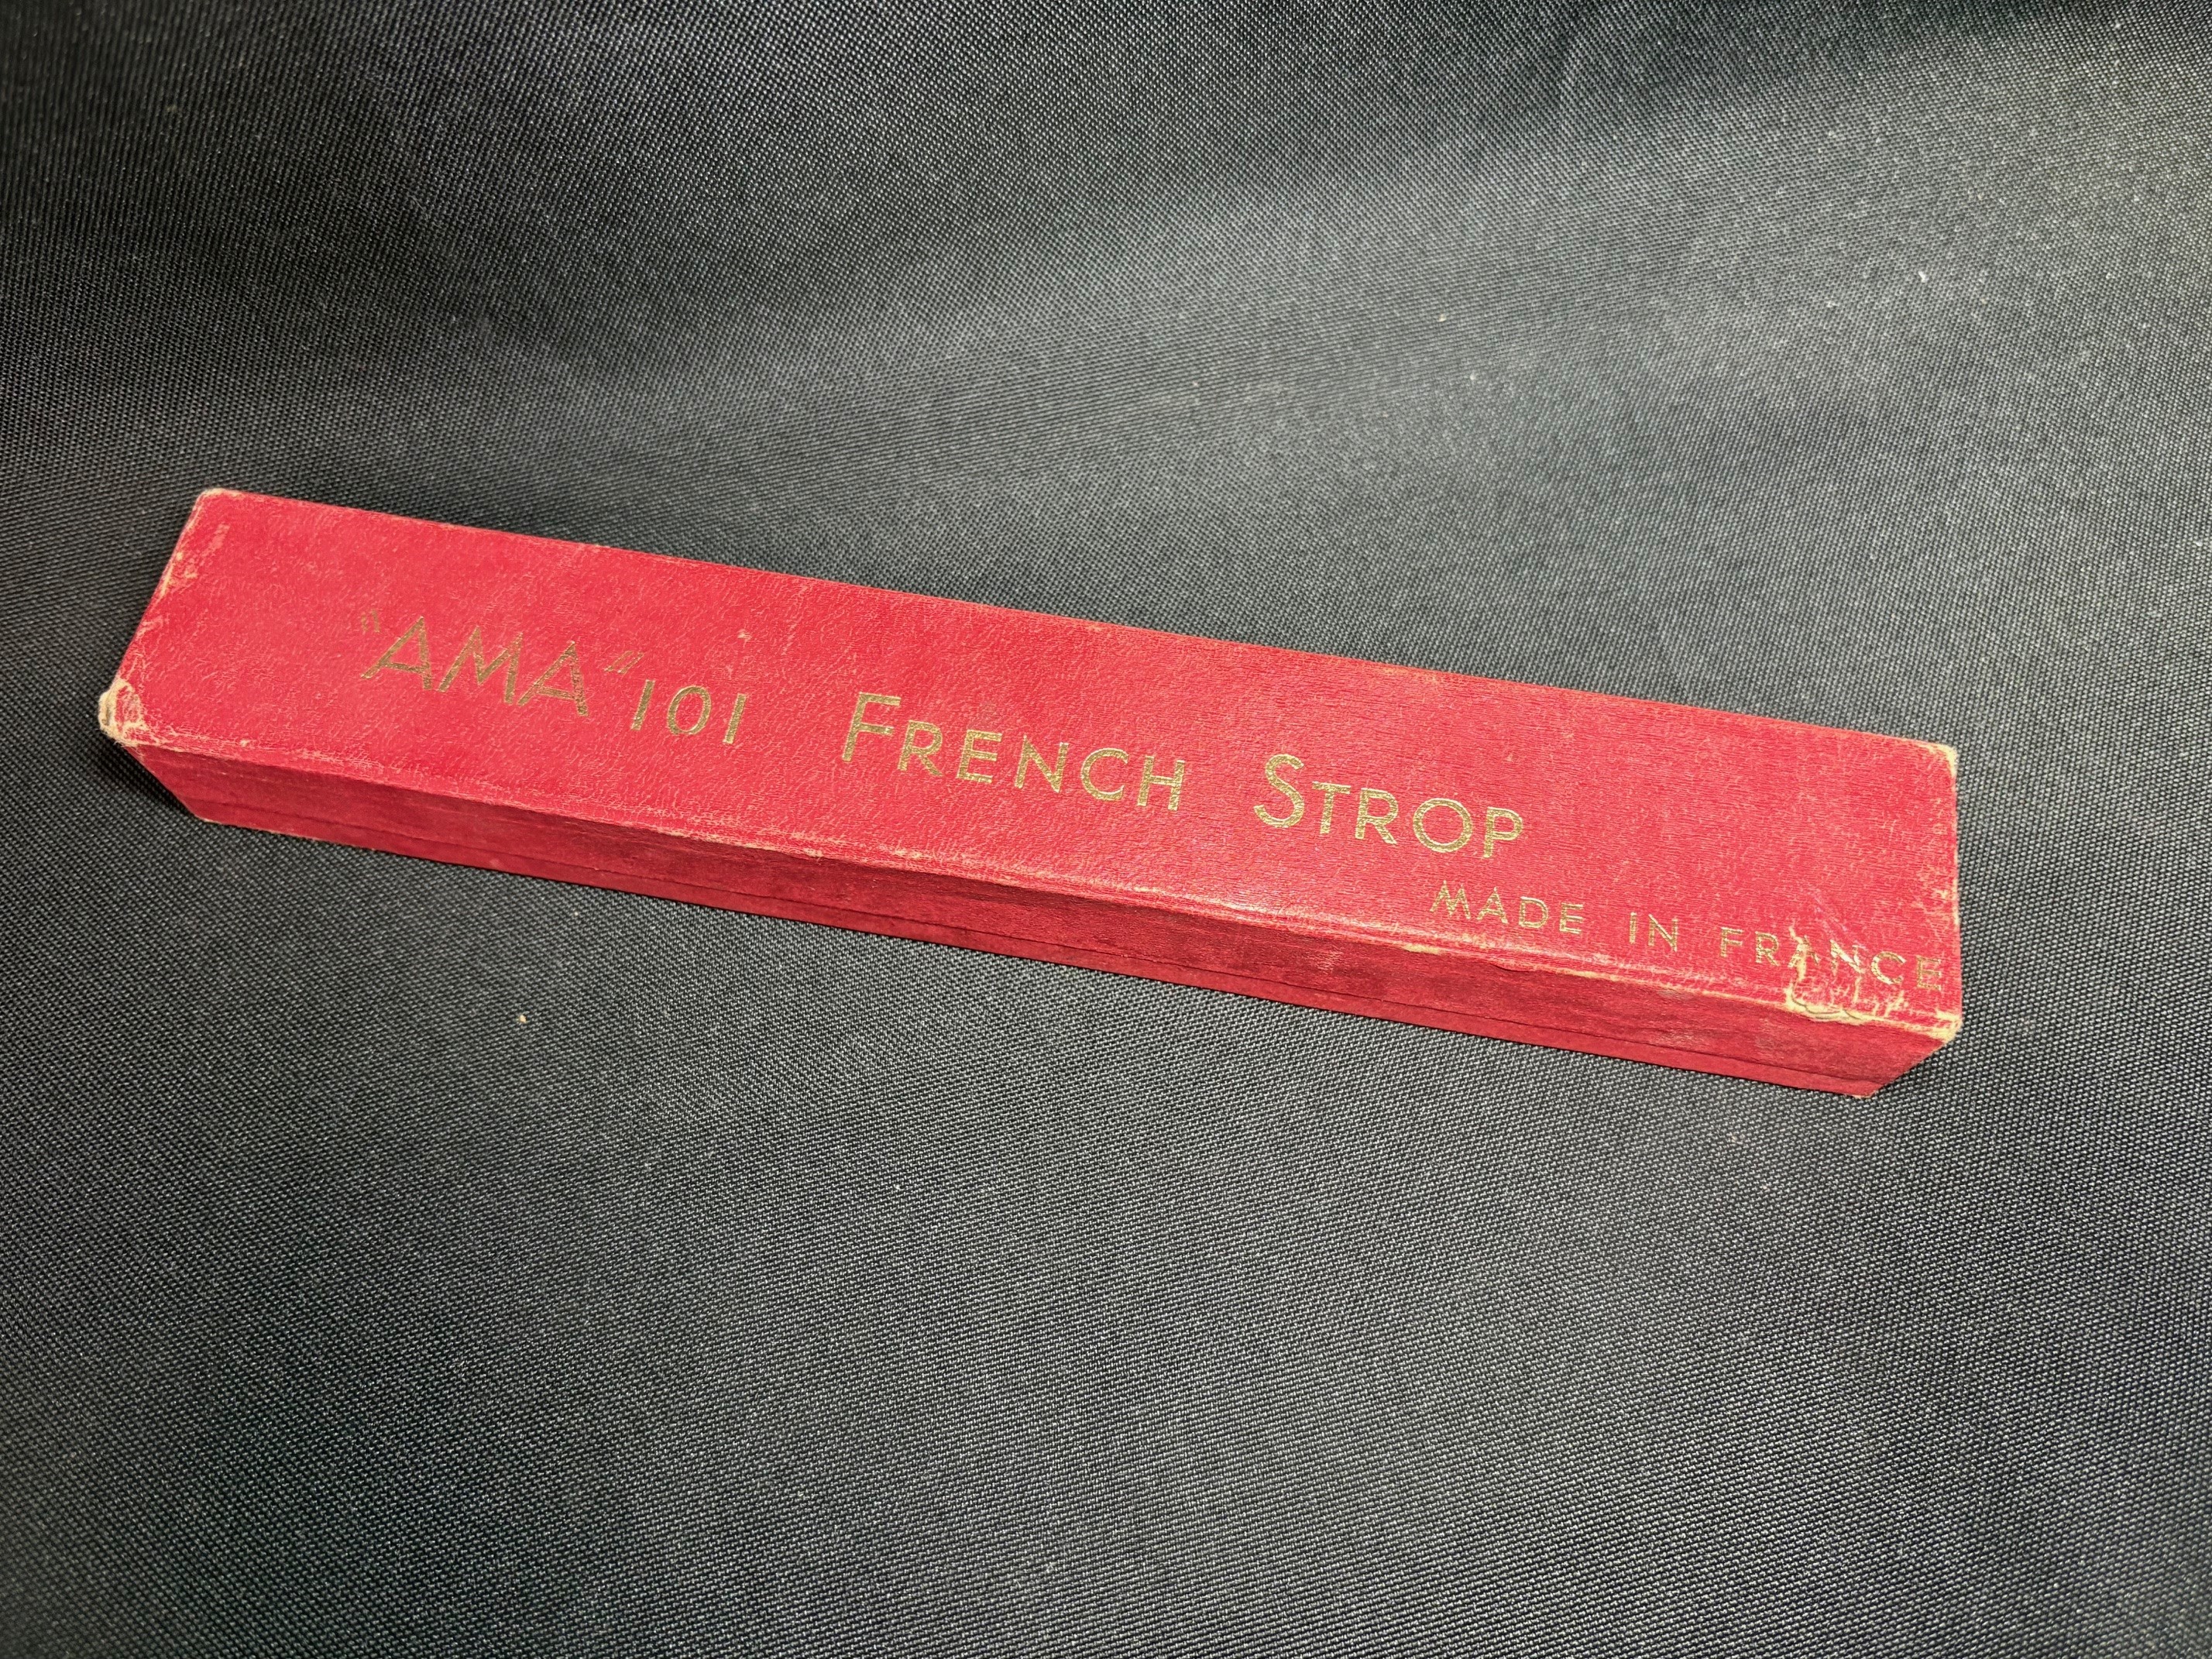 "AMA" 101 FRENCH STROP
MADE IN FRANCE